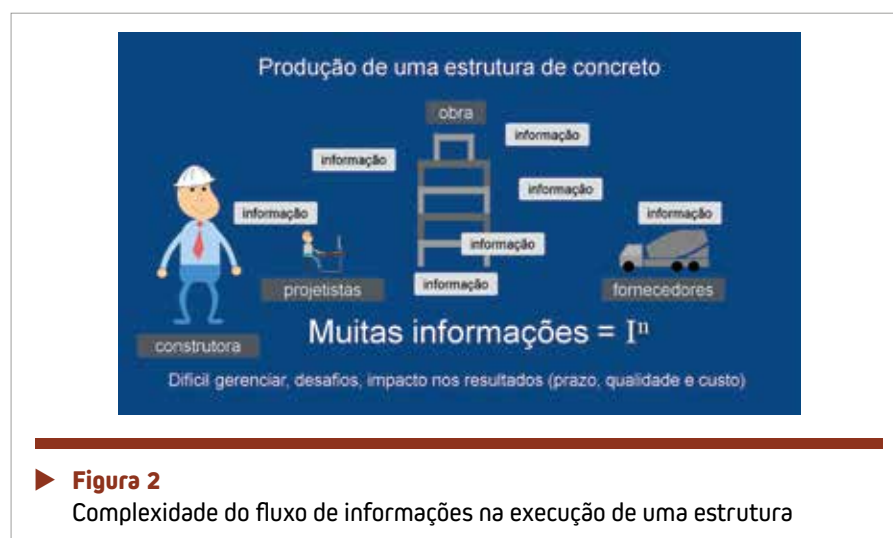 Produção de uma estrutura de concreto
obra
informação
informação
informação
informação
informação
informação
informação
projetistas
fornecedores
construtora
Muitas informações = Iⁿ
Difícil gerenciar, desafios, impacto nos resultados (prazo, qualidade e custo)
Figura 2
Complexidade do fluxo de informações na execução de uma estrutura